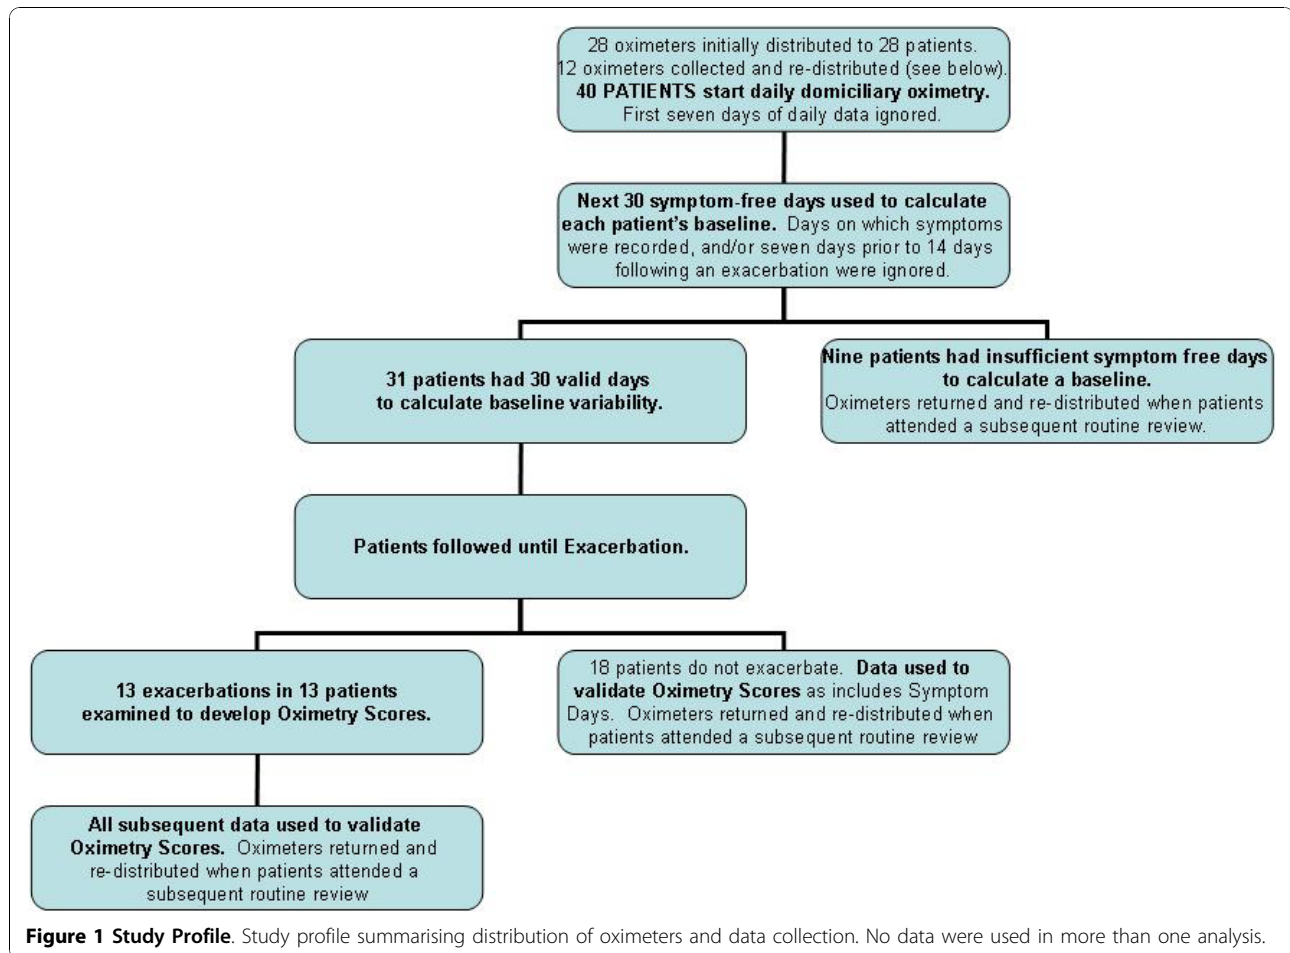 28 oximeters initially distributed to 28 patients.
12 oximeters collected and re-distributed (see below).
40 PATIENTS start daily domiciliary oximetry.
First seven days of daily data ignored.
Next 30 symptom-free days used to calculate
each patient's baseline. Days on which symptoms
were recorded, and/or seven days prior to 14 days
following an exacerbation were ignored.
31 patients had 30 valid days
to calculate baseline variability.
Nine patients had insufficient symptom free days
to calculate a baseline.
Oximeters returned and re-distributed when patients
attended a subsequent routine review.
Patients followed until Exacerbation.
13 exacerbations in 13 patients
examined to develop Oximetry Scores.
18 patients do not exacerbate. Data used to
validate Oximetry Scores as includes Symptom
Days. Oximeters returned and re-distributed when
patients attended a subsequent routine review
All subsequent data used to validate
Oximetry Scores. Oximeters returned and
re-distributed when patients attended a
subsequent routine review
Figure 1 Study Profile. Study profile summarising distribution of oximeters and data collection. No data were used in more than one analysis.